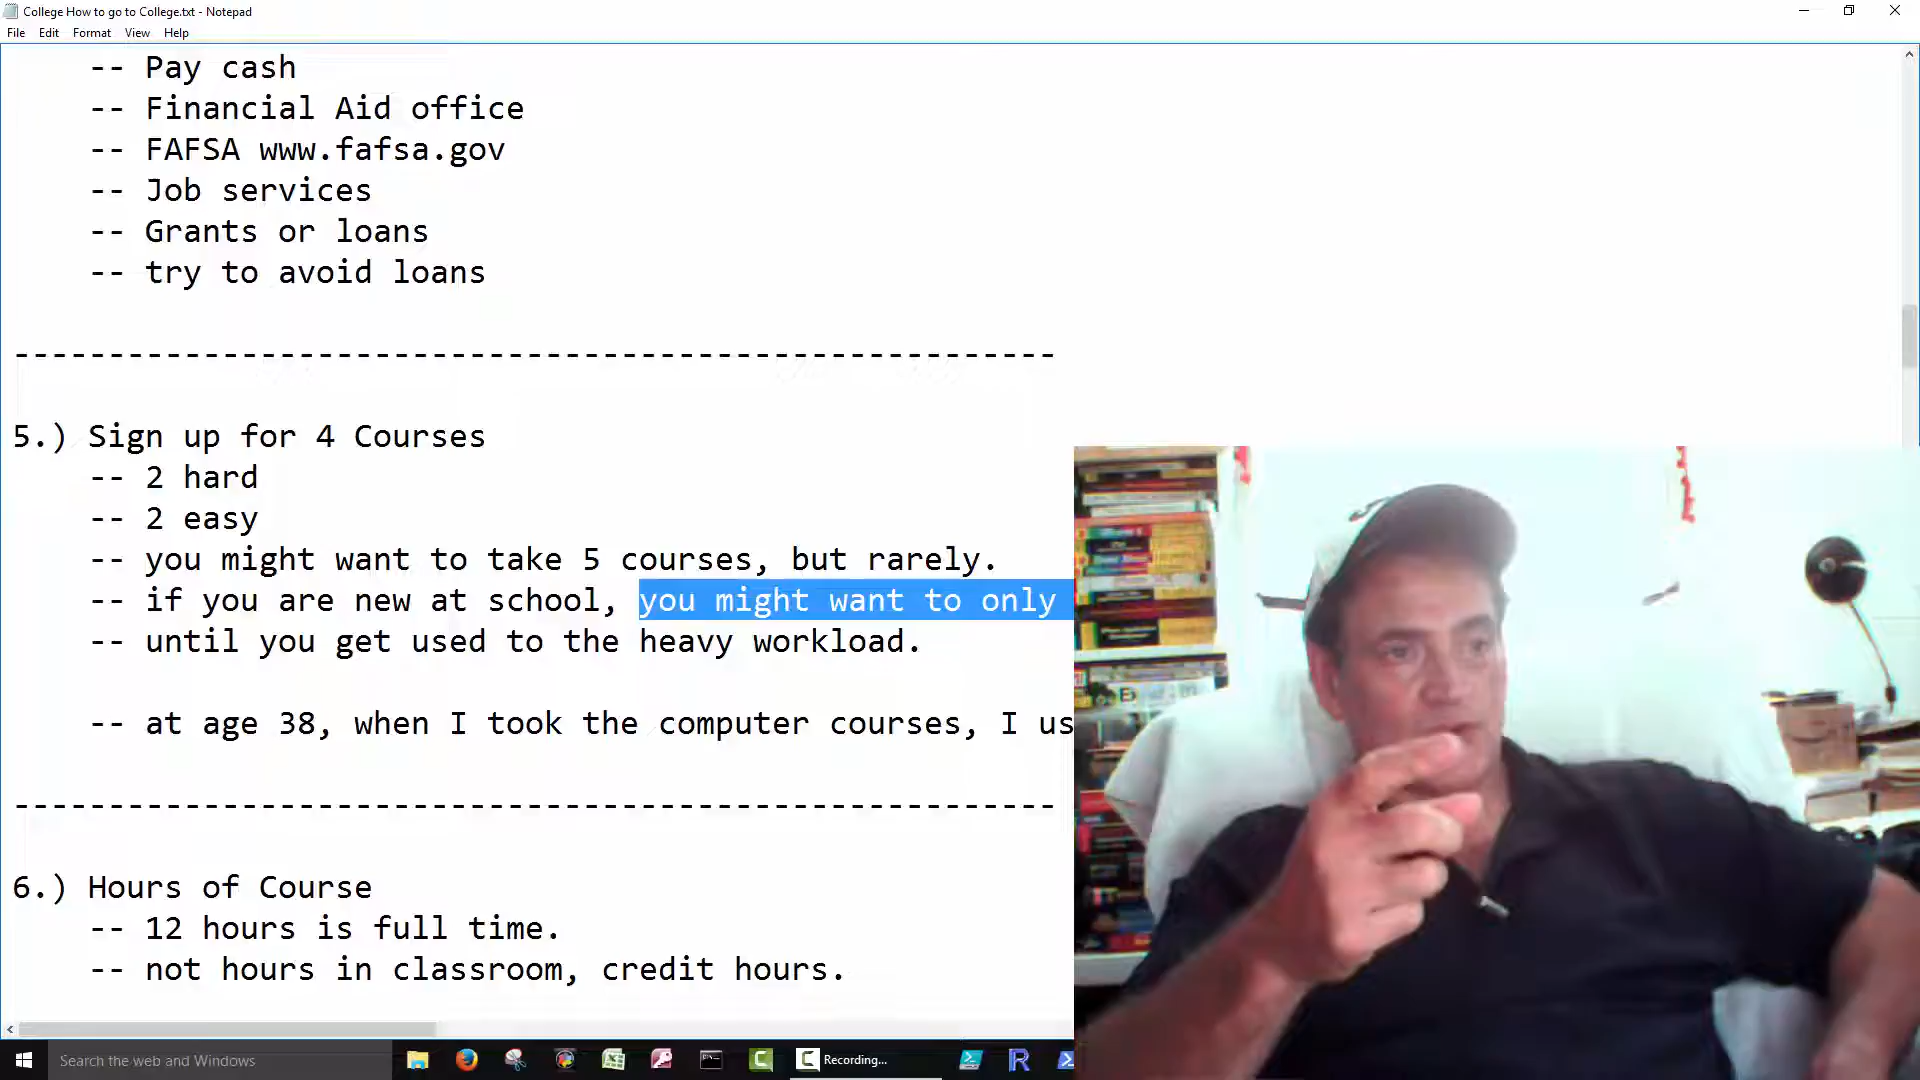 College How to go to College.txt - Notepad
File Edit Format View Help
-- Pay cash
-- Financial Aid office
-- FAFSA www.fafsa.gov
-- Job services
-- Grants or loans
-- try to avoid loans
-------------------------------------------------------
5.) Sign up for 4 Courses
-- 2 hard
-- 2 easy
-- you might want to take 5 courses, but rarely.
-- if you are new at school, you might want to only
-- until you get used to the heavy workload.
-- at age 38, when I took the computer courses, I us
-------------------------------------------------------
6.) Hours of Course
-- 12 hours is full time.
-- not hours in classroom, credit hours.
Search the web and Windows
Recording...